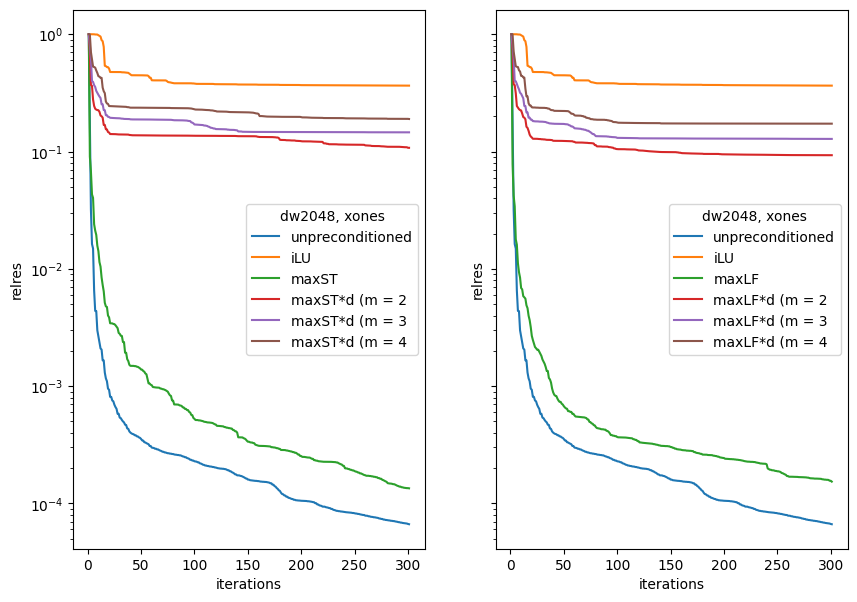 10⁰
10⁻¹
10⁻²
10⁻³
10⁻⁴
relres
0 50 100 150 200 250 300
iterations
dw2048, xones
unpreconditioned
iLU
maxST
maxST*d (m = 2
maxST*d (m = 3
maxST*d (m = 4
relres
0 50 100 150 200 250 300
iterations
dw2048, xones
unpreconditioned
iLU
maxLF
maxLF*d (m = 2
maxLF*d (m = 3
maxLF*d (m = 4